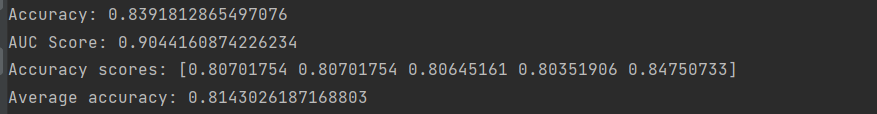 Accuracy: 0.8391812865497076
AUC Score: 0.9044160874226234
Accuracy scores: [0.80701754 0.80701754 0.80645161 0.80351906 0.84750733]
Average accuracy: 0.8143026187168803